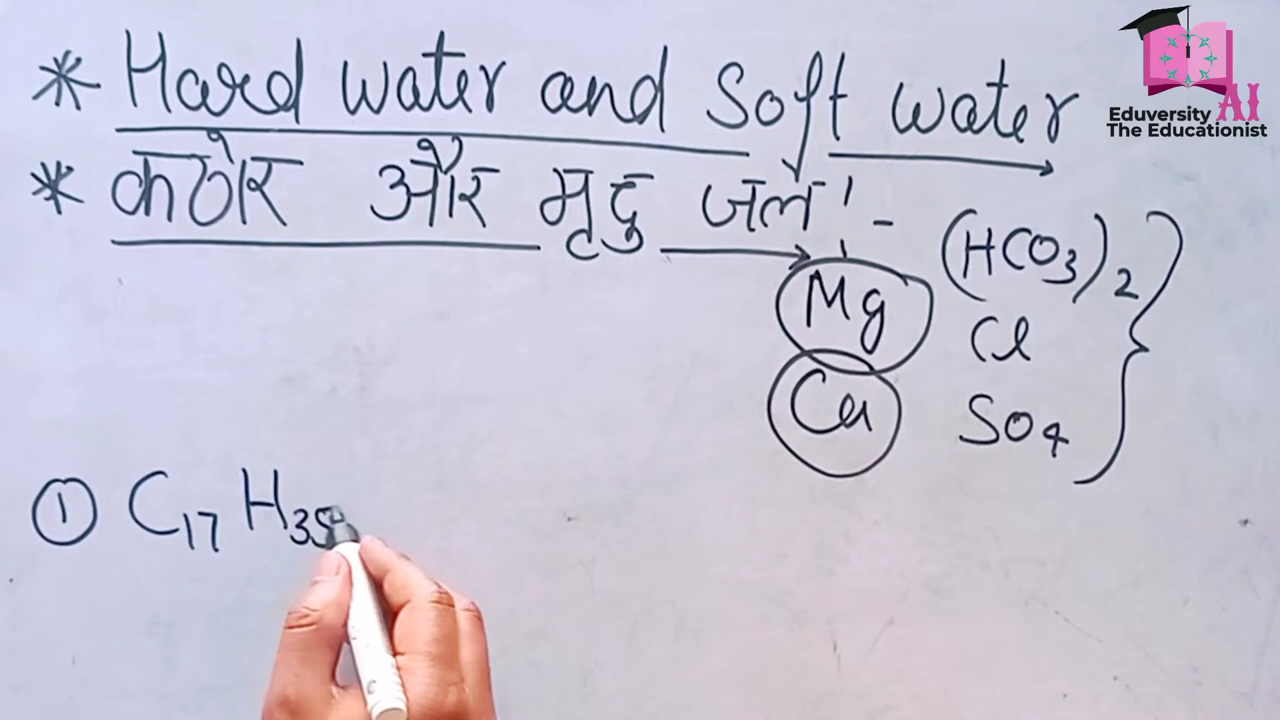 * Hard water and Soft water
* कठोर और मृदु जल' -
Mg (HCO3)2
Ca Cl
SO4
① C17 H35
Eduversity AI
The Educationist